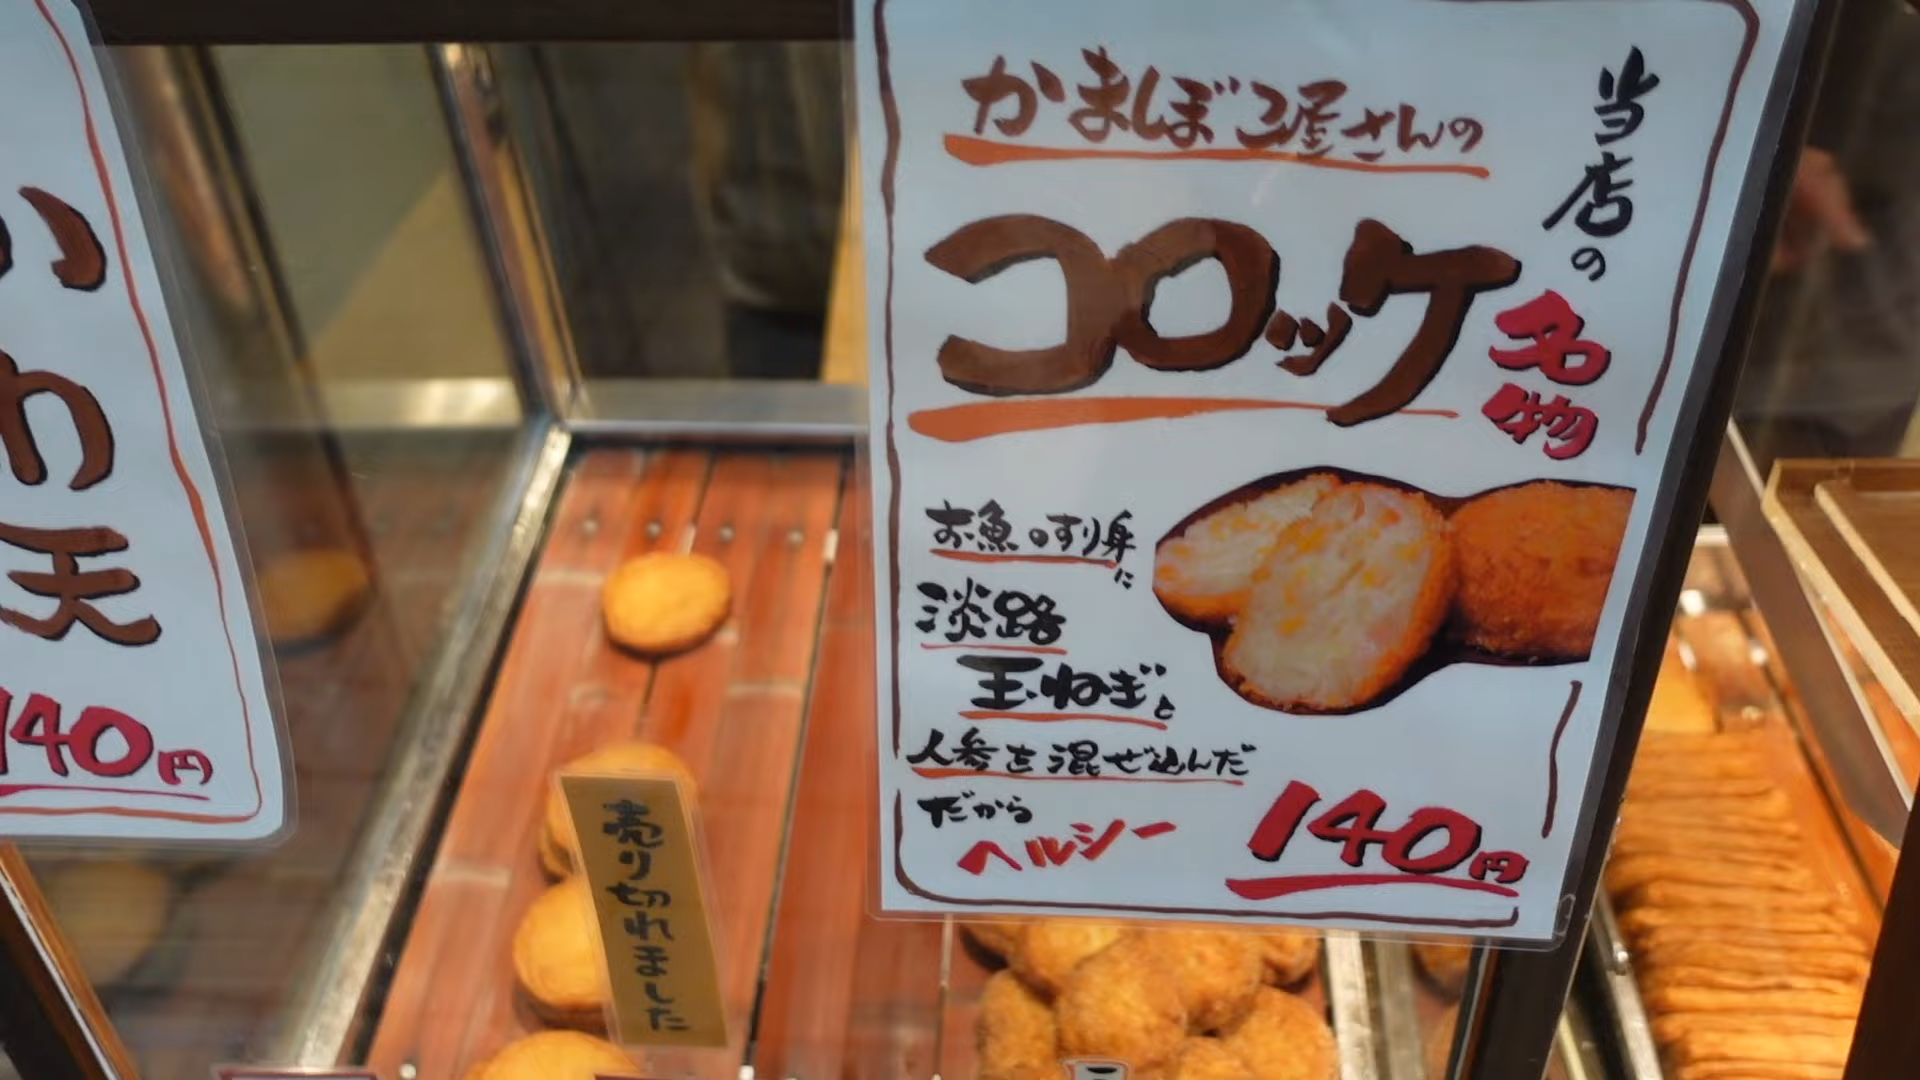 かまぼこ屋さんの
コロッケ
当店の
名物
お魚のすり身に
淡路
玉ねぎと
人参を混ぜ込んだ
だから
ヘルシー
140円
わ天
140円
売り切れました